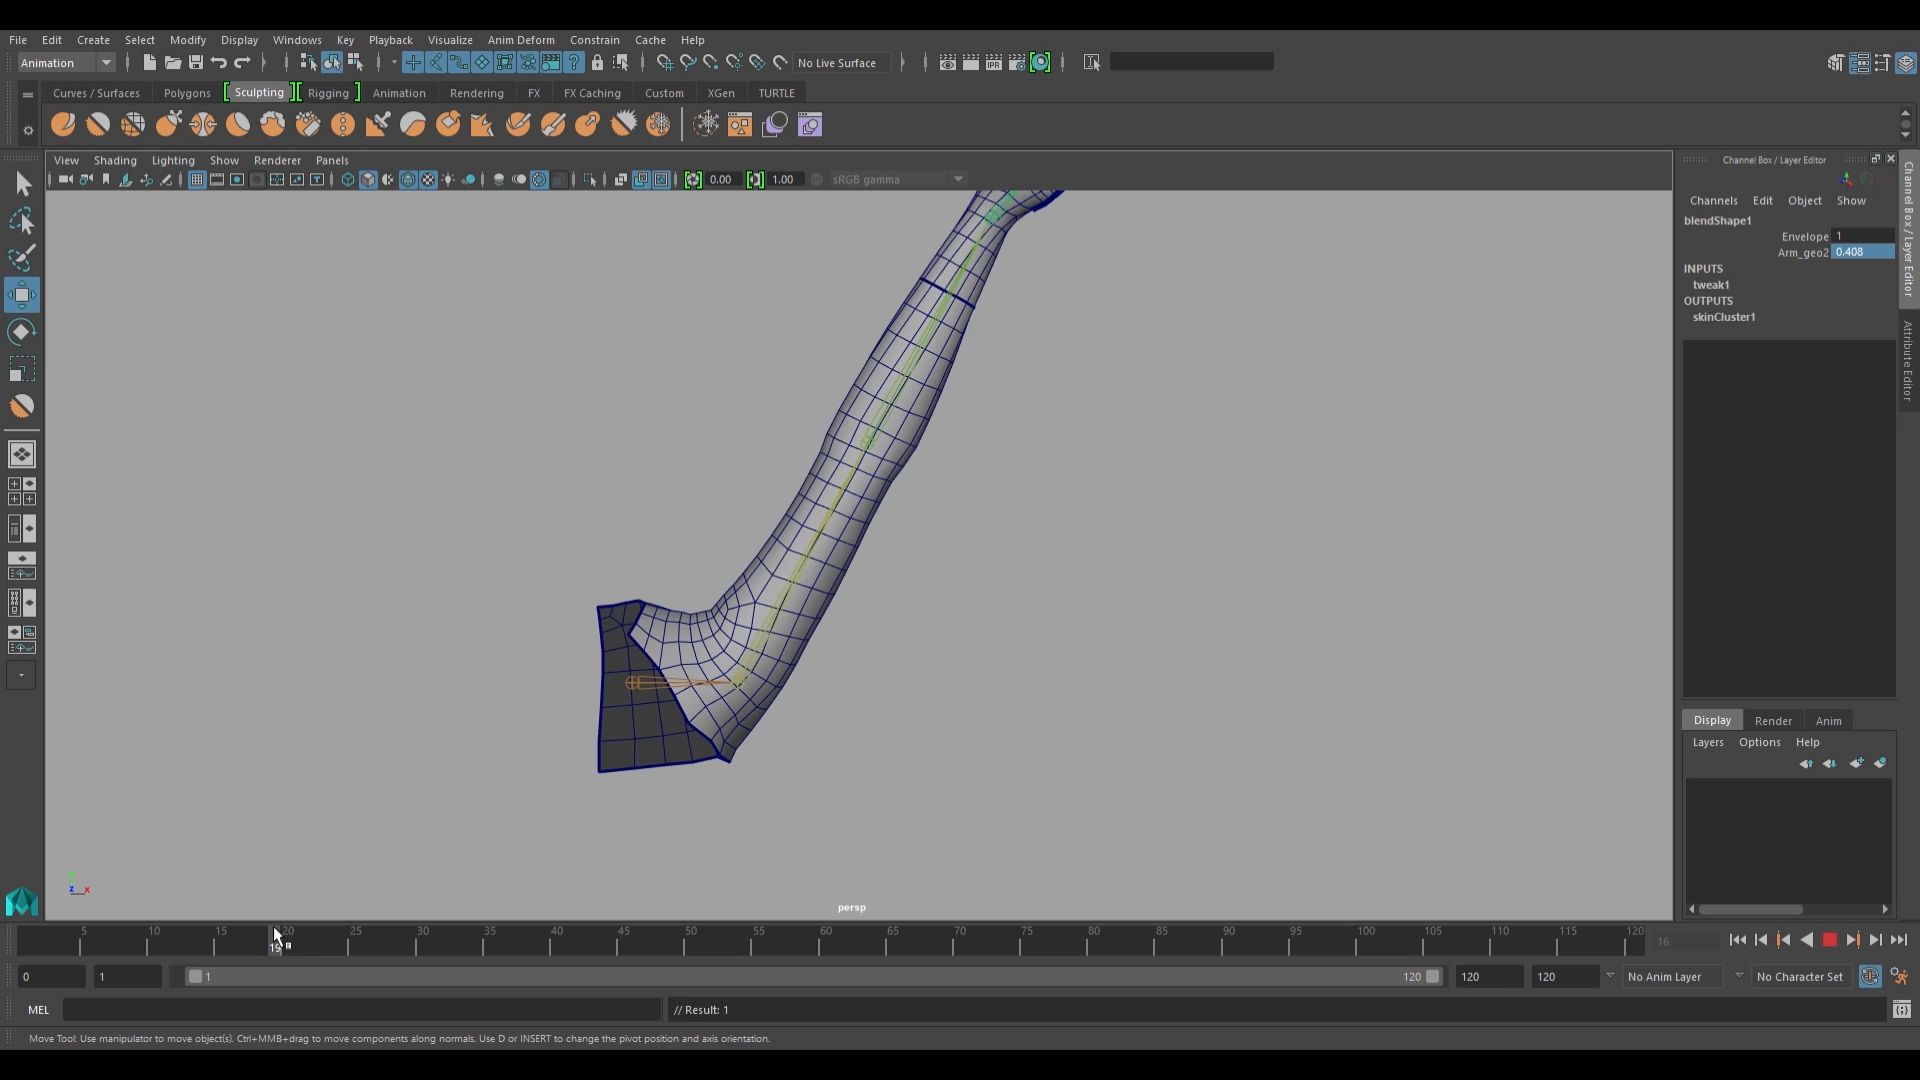 File Edit Create Select Modify Display Windows Key Playback Visualize Anim Deform Constrain Cache Help
Animation No Live Surface IPR
Curves / Surfaces Polygons Sculpting Rigging Animation Rendering FX FX Caching Custom XGen TURTLE
View Shading Lighting Show Renderer Panels
0.00 1.00 sRGB gamma
Channel Box / Layer Editor
Channels Edit Object Show
blendShape1
Envelope 1
Arm_geo2 0.408
INPUTS
tweak1
OUTPUTS
skinCluster1
Channel Box / Layer Editor
Attribute Editor
Display Render Anim
Layers Options Help
persp
5 10 15 20 25 30 35 40 45 50 55 60 65 70 75 80 85 90 95 100 105 110 115 120
16
0 1 1 120 120 120 No Anim Layer No Character Set
MEL // Result: 1
Move Tool: Use manipulator to move object(s). Ctrl+MMB+drag to move components along normals. Use D or INSERT to change the pivot position and axis orientation.